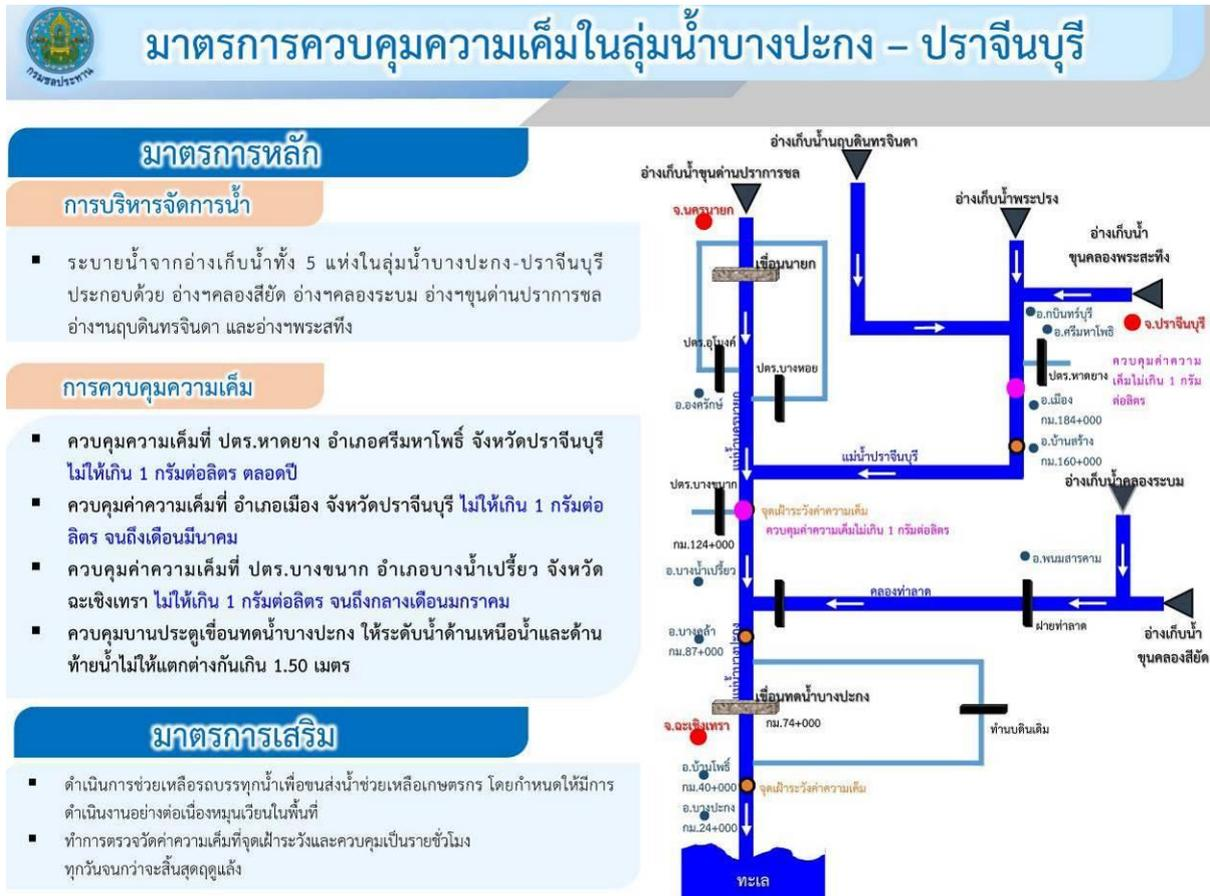 กรมชลประทาน
มาตรการควบคุมความเค็มในลุ่มน้ำบางปะกง – ปราจีนบุรี
มาตรการหลัก
การบริหารจัดการน้ำ
ระบายน้ำจากอ่างเก็บน้ำทั้ง 5 แห่งในลุ่มน้ำบางปะกง-ปราจีนบุรี
ประกอบด้วย อ่างฯคลองสียัด อ่างฯคลองระบม อ่างฯขุนด่านปราการชล
อ่างฯนฤบดินทรจินดา และอ่างฯพระสทึง
การควบคุมความเค็ม
ควบคุมความเค็มที่ ปตร.หาดยาง อำเภอศรีมหาโพธิ์ จังหวัดปราจีนบุรี
ไม่ให้เกิน 1 กรัมต่อลิตร ตลอดปี
ควบคุมค่าความเค็มที่ อำเภอเมือง จังหวัดปราจีนบุรี ไม่ให้เกิน 1 กรัมต่อ
ลิตร จนถึงเดือนมีนาคม
ควบคุมค่าความเค็มที่ ปตร.บางขนาก อำเภอบางน้ำเปรี้ยว จังหวัด
ฉะเชิงเทรา ไม่ให้เกิน 1 กรัมต่อลิตร จนถึงกลางเดือนมกราคม
ควบคุมบานประตูเขื่อนทดน้ำบางปะกง ให้ระดับน้ำด้านเหนือน้ำและด้าน
ท้ายน้ำไม่ให้แตกต่างกันเกิน 1.50 เมตร
มาตรการเสริม
ดำเนินการช่วยเหลือรถบรรทุกน้ำเพื่อขนส่งน้ำช่วยเหลือเกษตรกร โดยกำหนดให้มีการ
ดำเนินงานอย่างต่อเนื่องหมุนเวียนในพื้นที่
ทำการตรวจวัดค่าความเค็มที่จุดเฝ้าระวังและควบคุมเป็นรายชั่วโมง
ทุกวันจนกว่าจะสิ้นสุดฤดูแล้ง
อ่างเก็บน้ำนฤบดินทรจินดา
อ่างเก็บน้ำขุนด่านปราการชล
อ่างเก็บน้ำพระปรง
จ.นครนายก
อ่างเก็บน้ำ
ขุนคลองพระสะทึง
เขื่อนนายก
อ.กบินทร์บุรี
จ.ปราจีนบุรี
อ.ศรีมหาโพธิ
ปตร.อุโมงค์
ปตร.บางหอย
ปตร.หาดยาง
ควบคุมค่าความ
เค็มไม่เกิน 1 กรัม
ต่อลิตร
อ.องครักษ์
อ.เมือง
กม.184+000
แม่น้ำนครนายก
อ.บ้านสร้าง
กม.160+000
แม่น้ำปราจีนบุรี
อ่างเก็บน้ำคลองระบม
ปตร.บางขนาก
จุดเฝ้าระวังค่าความเค็ม
ควบคุมค่าความเค็มไม่เกิน 1 กรัมต่อลิตร
กม.124+000
อ.บางน้ำเปรี้ยว
อ.พนมสารคาม
คลองท่าลาด
ฝายท่าลาด
อ่างเก็บน้ำ
ขุนคลองสียัด
อ.บางคล้า
กม.87+000
แม่น้ำบางปะกง
เขื่อนทดน้ำบางปะกง
กม.74+000
ทำนบดินเดิม
จ.ฉะเชิงเทรา
อ.บ้านโพธิ์
กม.40+000
จุดเฝ้าระวังค่าความเค็ม
อ.บางปะกง
กม.24+000
ทะเล